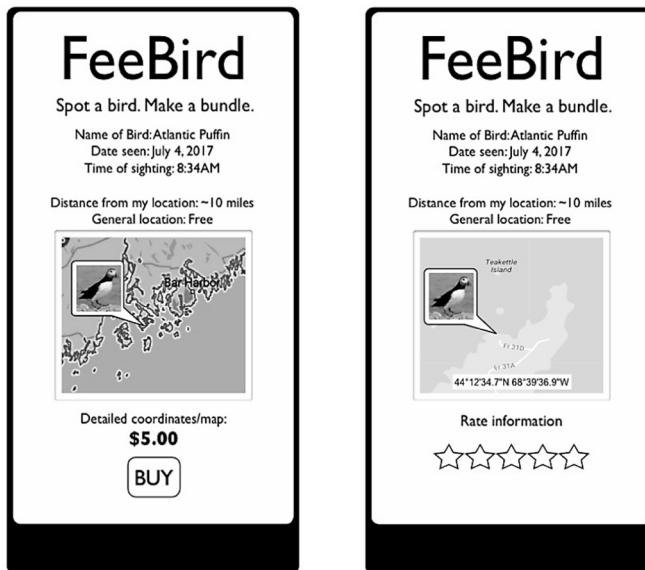 FeeBird
Spot a bird. Make a bundle.
Name of Bird: Atlantic Puffin
Date seen: July 4, 2017
Time of sighting: 8:34AM
Distance from my location: ~10 miles
General location: Free
Bar Harbor
Detailed coordinates/map:
$5.00
BUY
FeeBird
Spot a bird. Make a bundle.
Name of Bird: Atlantic Puffin
Date seen: July 4, 2017
Time of sighting: 8:34AM
Distance from my location: ~10 miles
General location: Free
Teakettle
Island
Fr 31D
Fr 31A
44°12'34.7"N 68°39'36.9"W
Rate information